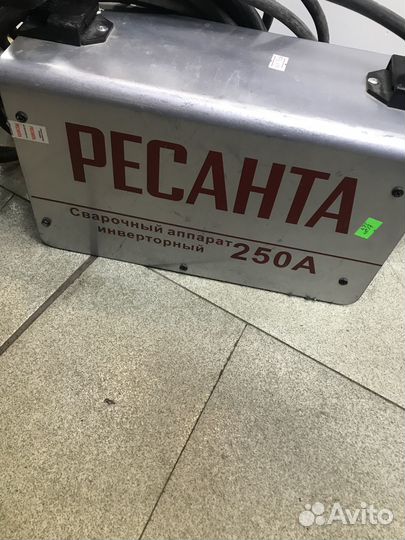 РЕСАНТА
Сварочный аппарат
инверторный 250А
Avito